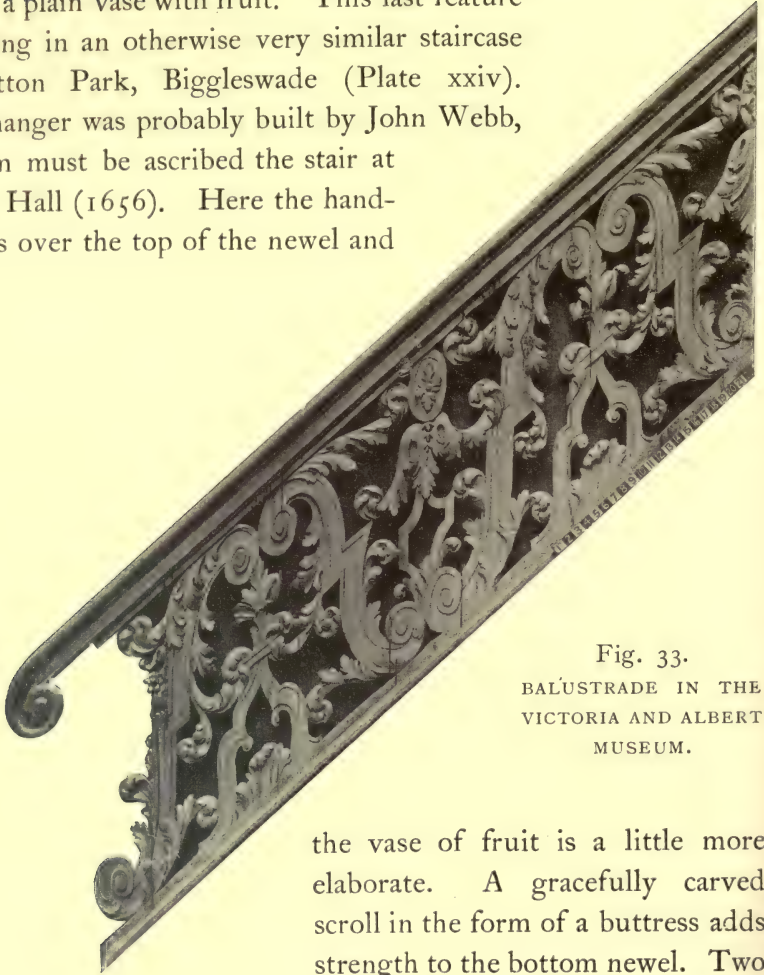 a plain vase with fruit. This last feature
ng in an otherwise very similar staircase
tton Park, Biggleswade (Plate xxiv).
hanger was probably built by John Webb,
m must be ascribed the stair at
Hall (1656). Here the hand-
s over the top of the newel and
Fig. 33.
BALUSTRADE IN THE
VICTORIA AND ALBERT
MUSEUM.
the vase of fruit is a little more
elaborate. A gracefully carved
scroll in the form of a buttress adds
strength to the bottom newel. Two